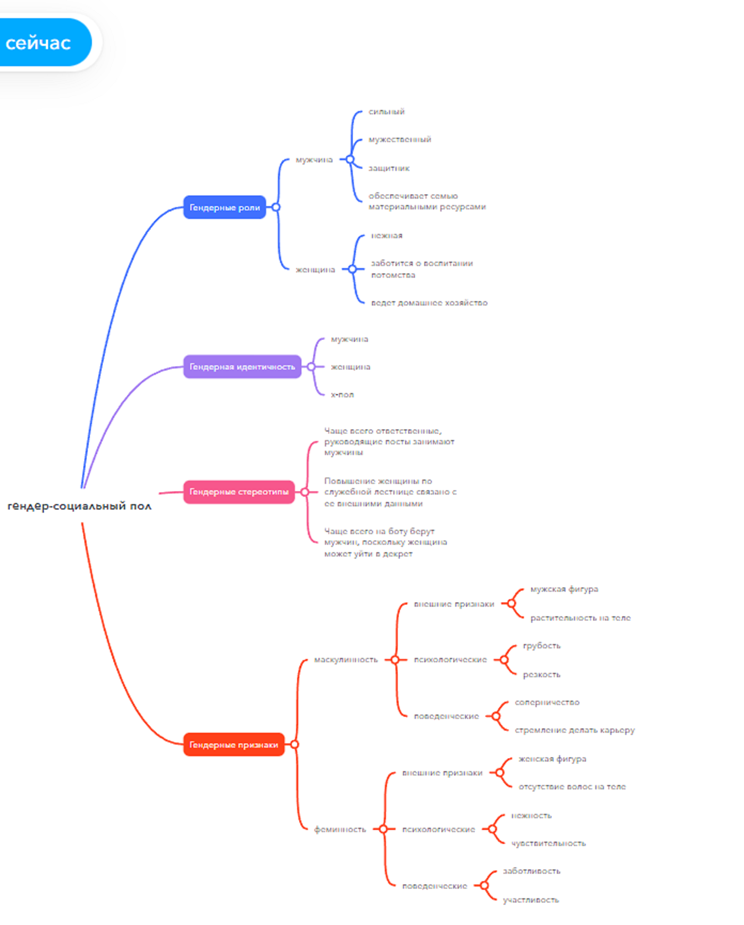 сейчас
сильный
мужественный
мужчина
защитник
обеспечивает семью
материальными ресурсами
Гендерные роли
нежная
женщина
заботится о воспитании
потомства
ведет домашнее хозяйство
мужчина
Гендерная идентичность
женщина
х-пол
Чаще всего ответственные,
руководящие посты занимают
мужчины
Гендерные стереотипы
Повышение женщины по
служебной лестнице связано с
ее внешними данными
гендер-социальный пол
Чаще всего на боту берут
мужчин, поскольку женщина
может уйти в декрет
мужская фигура
внешние признаки
растительность на теле
грубость
маскулинность
психологические
резкость
соперничество
поведенческие
стремление делать карьеру
Гендерные признаки
женская фигура
внешние признаки
отсутствие волос на теле
нежность
феминность
психологические
чувствительность
заботливость
поведенческие
участливость